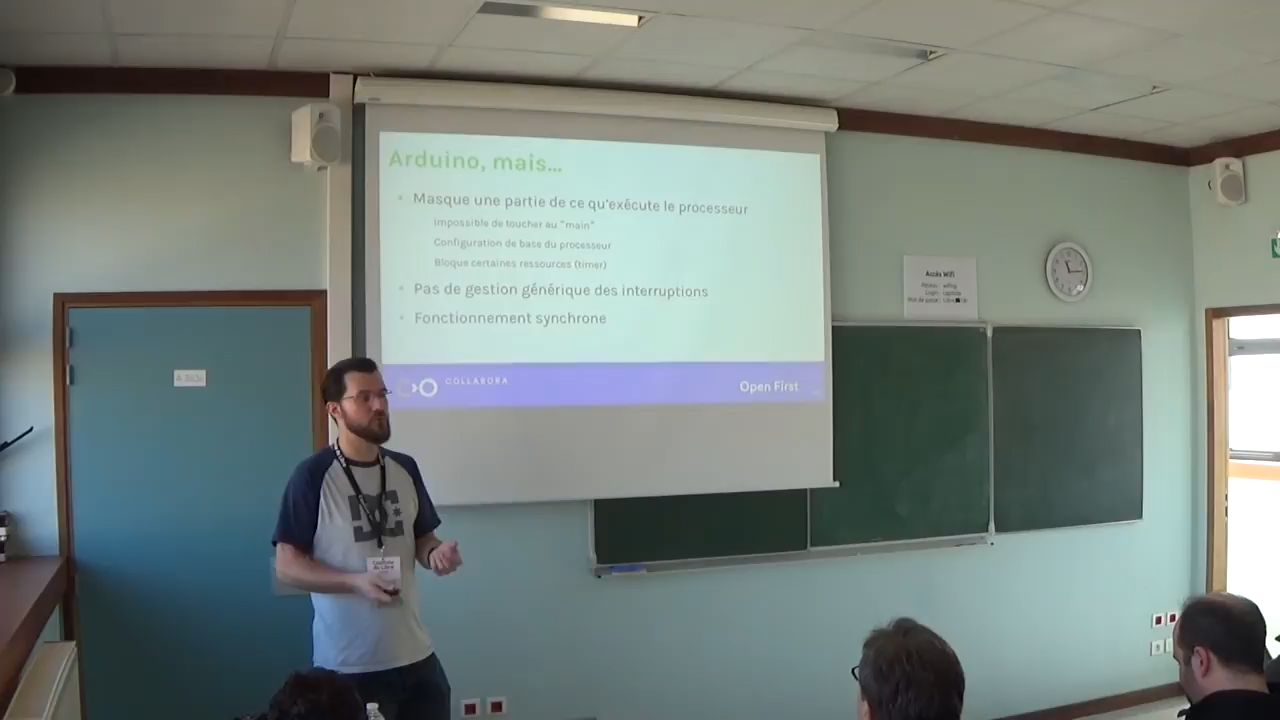 Arduino, mais...
Masque une partie de ce qu'exécute le processeur
Impossible de toucher au "main"
Configuration de base du processeur
Bloque certaines ressources (timer)
Pas de gestion générique des interruptions
Fonctionnement synchrone
COLLABORA
Open First
Accès Wifi
DC